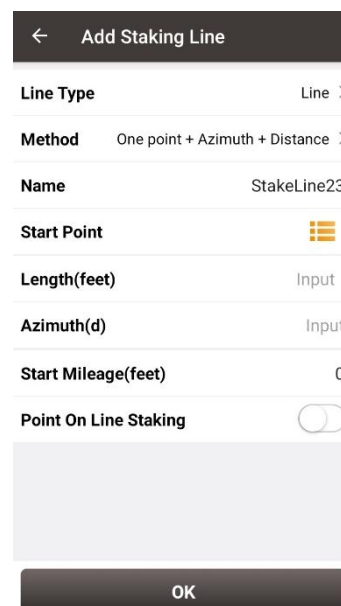 Add Staking Line
Line Type Line
Method One point + Azimuth + Distance
Name StakeLine23
Start Point
Length(feet) Input
Azimuth(d) Input
Start Mileage(feet) 0
Point On Line Staking
OK